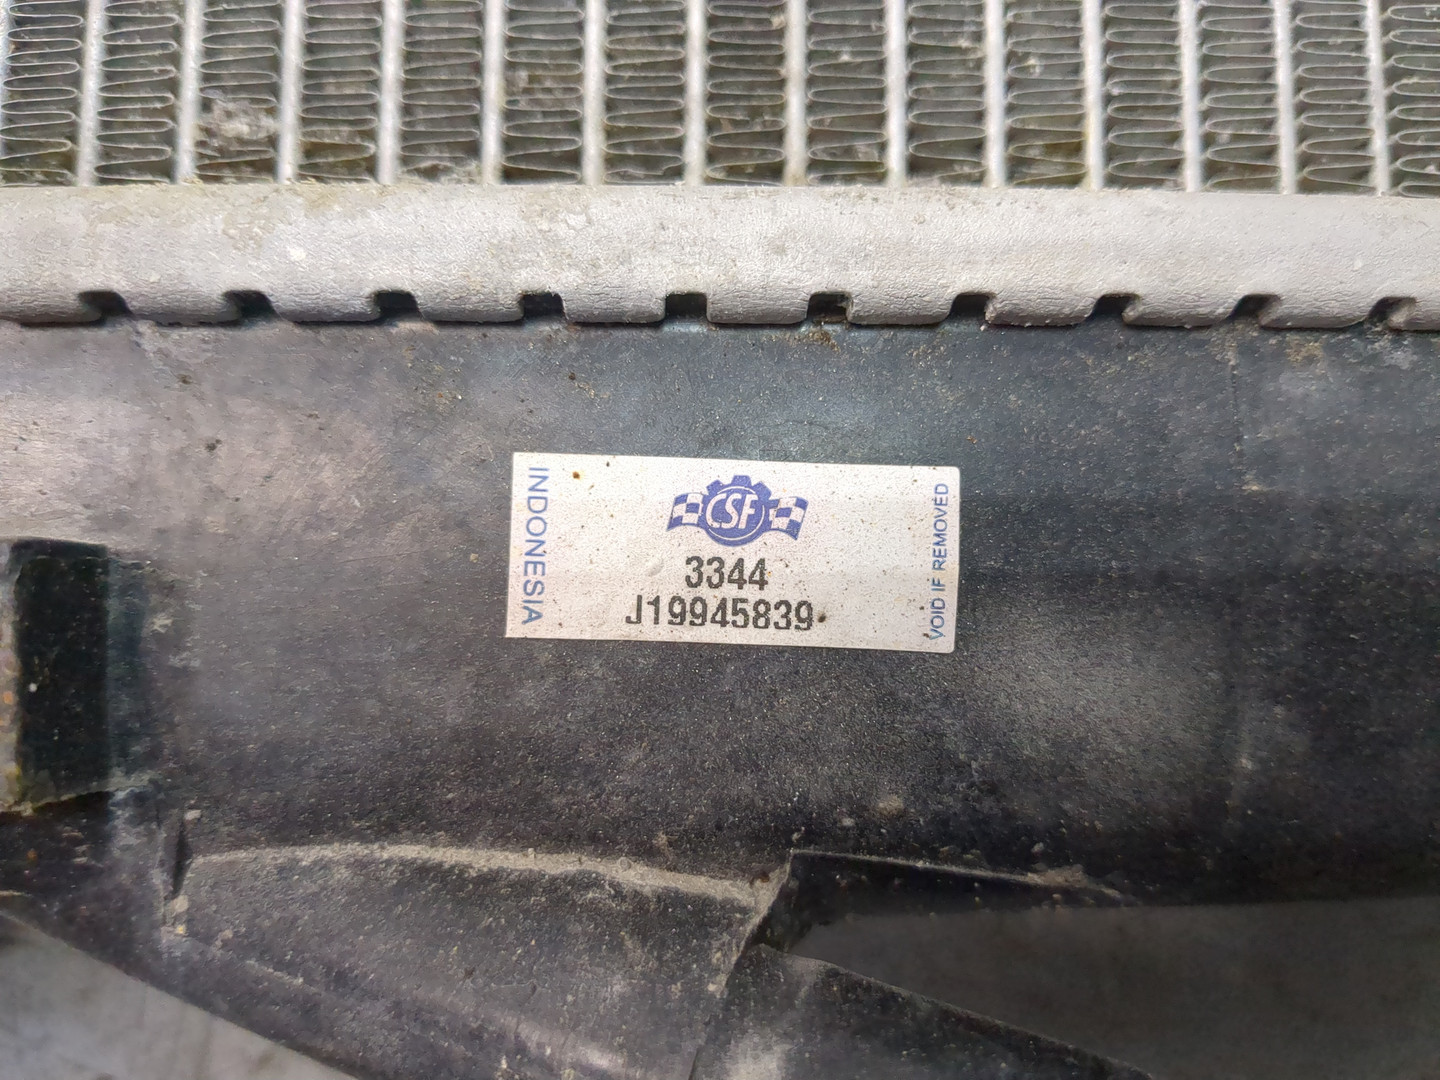 INDONESIA
CSF
3344
J19945839
VOID IF REMOVED